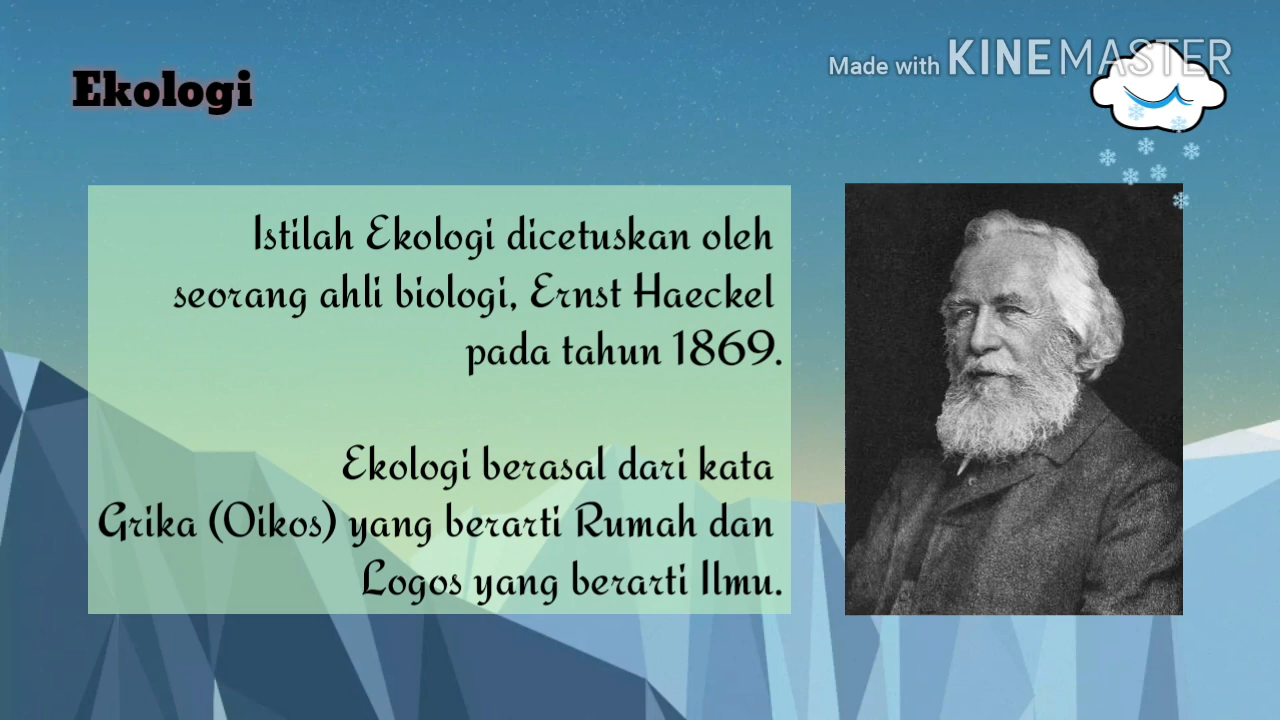 Made with KINEMASTER
Ekologi
Istilah Ekologi dicetuskan oleh
seorang ahli biologi, Ernst Haeckel
pada tahun 1869.
Ekologi berasal dari kata
Grika (Oikos) yang berarti Rumah dan
Logos yang berarti Ilmu.